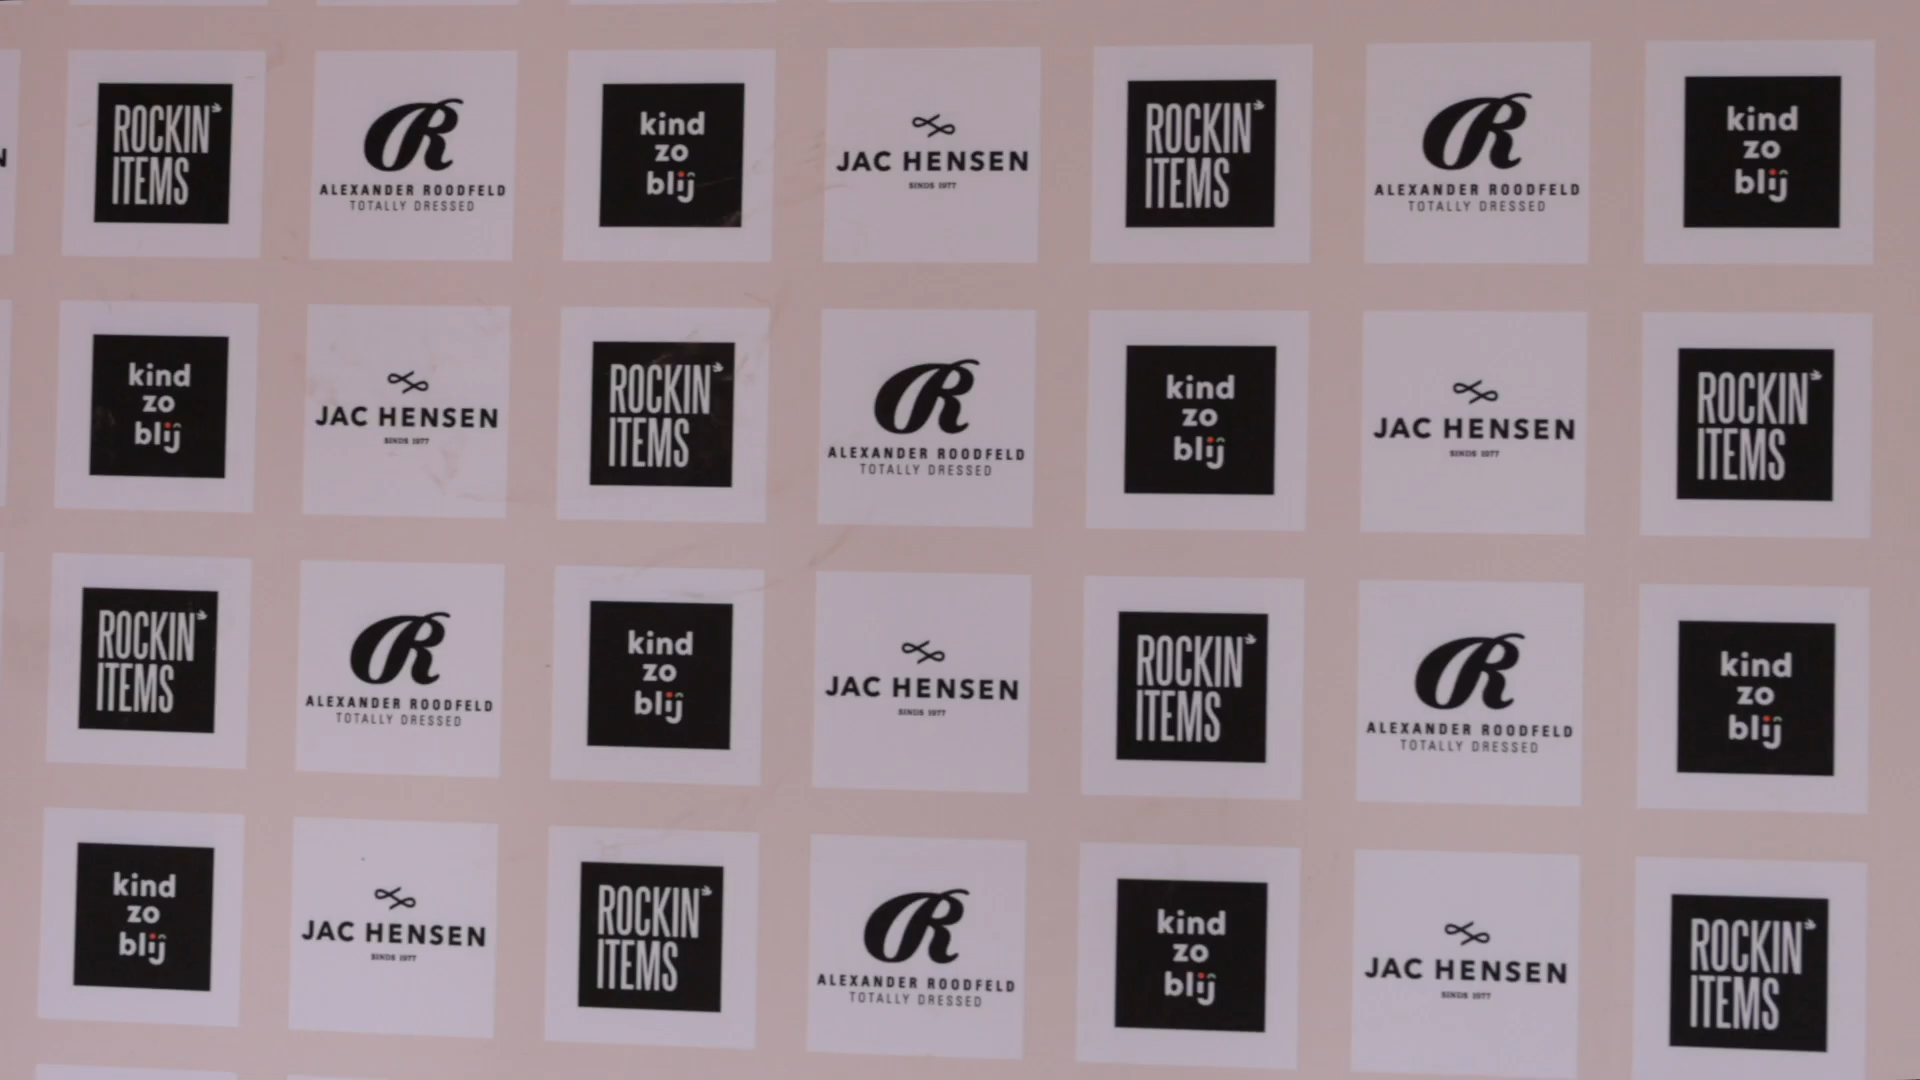 N
ROCKIN
ITEMS
R
ALEXANDER ROODFELD
TOTALLY DRESSED
kind
zo
blij
JAC HENSEN
SINDS 1977
ROCKIN
ITEMS
R
ALEXANDER ROODFELD
TOTALLY DRESSED
kind
zo
blij
kind
zo
blij
JAC HENSEN
SINDS 1977
ROCKIN
ITEMS
R
ALEXANDER ROODFELD
TOTALLY DRESSED
kind
zo
blij
JAC HENSEN
SINDS 1977
ROCKIN
ITEMS
ROCKIN
ITEMS
R
ALEXANDER ROODFELD
TOTALLY DRESSED
kind
zo
blij
JAC HENSEN
SINDS 1977
ROCKIN
ITEMS
R
ALEXANDER ROODFELD
TOTALLY DRESSED
kind
zo
blij
kind
zo
blij
JAC HENSEN
SINDS 1977
ROCKIN
ITEMS
R
ALEXANDER ROODFELD
TOTALLY DRESSED
kind
zo
blij
JAC HENSEN
SINDS 1977
ROCKIN
ITEMS